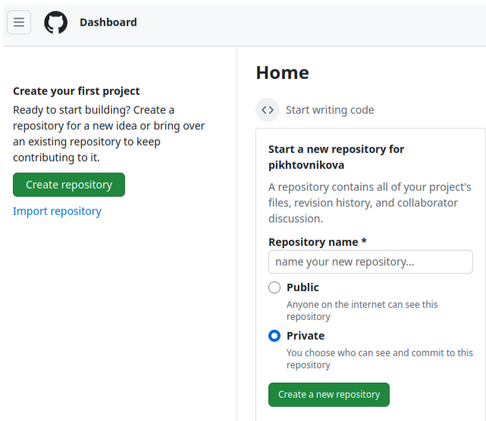 Dashboard
Create your first project
Ready to start building? Create a
repository for a new idea or bring over
an existing repository to keep
contributing to it.
Create repository
Import repository
Home
Start writing code
Start a new repository for
pikhtovnikova
A repository contains all of your project's
files, revision history, and collaborator
discussion.
Repository name *
name your new repository...
Public
Anyone on the internet can see this
repository
Private
You choose who can see and commit to this
repository
Create a new repository